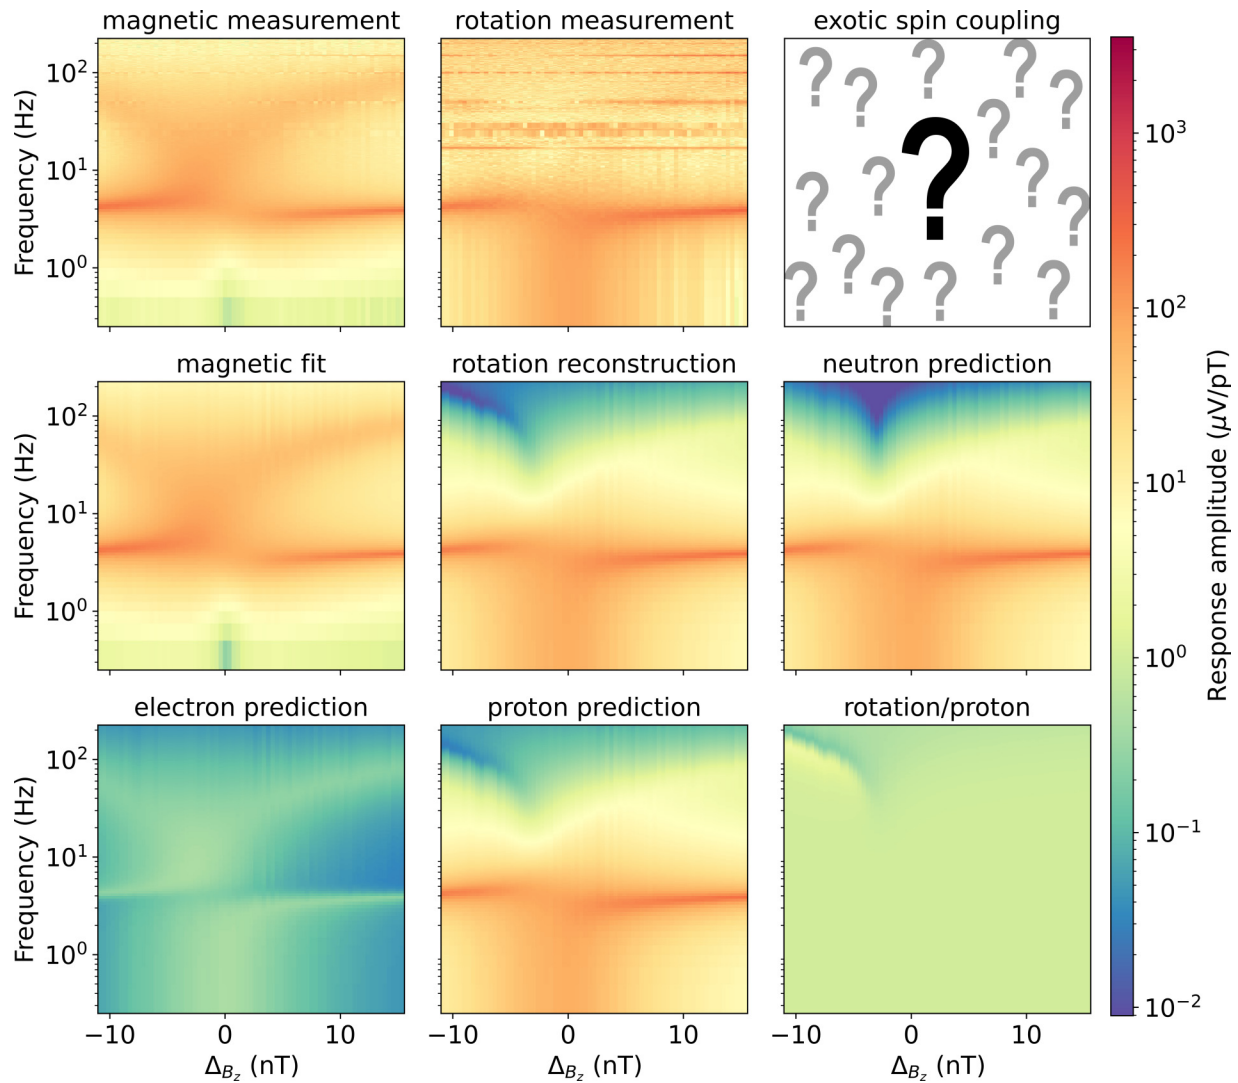 magnetic measurement
rotation measurement
exotic spin coupling
Frequency (Hz)
10²
10¹
10⁰
? ? ? ? ? ? ? ? ? ? ? ? ? ? ? ?
magnetic fit
rotation reconstruction
neutron prediction
Frequency (Hz)
10²
10¹
10⁰
electron prediction
proton prediction
rotation/proton
Frequency (Hz)
10²
10¹
10⁰
−10 0 10
−10 0 10
−10 0 10
Δ_{B_z} (nT)
Δ_{B_z} (nT)
Δ_{B_z} (nT)
10³
10²
10¹
10⁰
10⁻¹
10⁻²
Response amplitude (μV/pT)